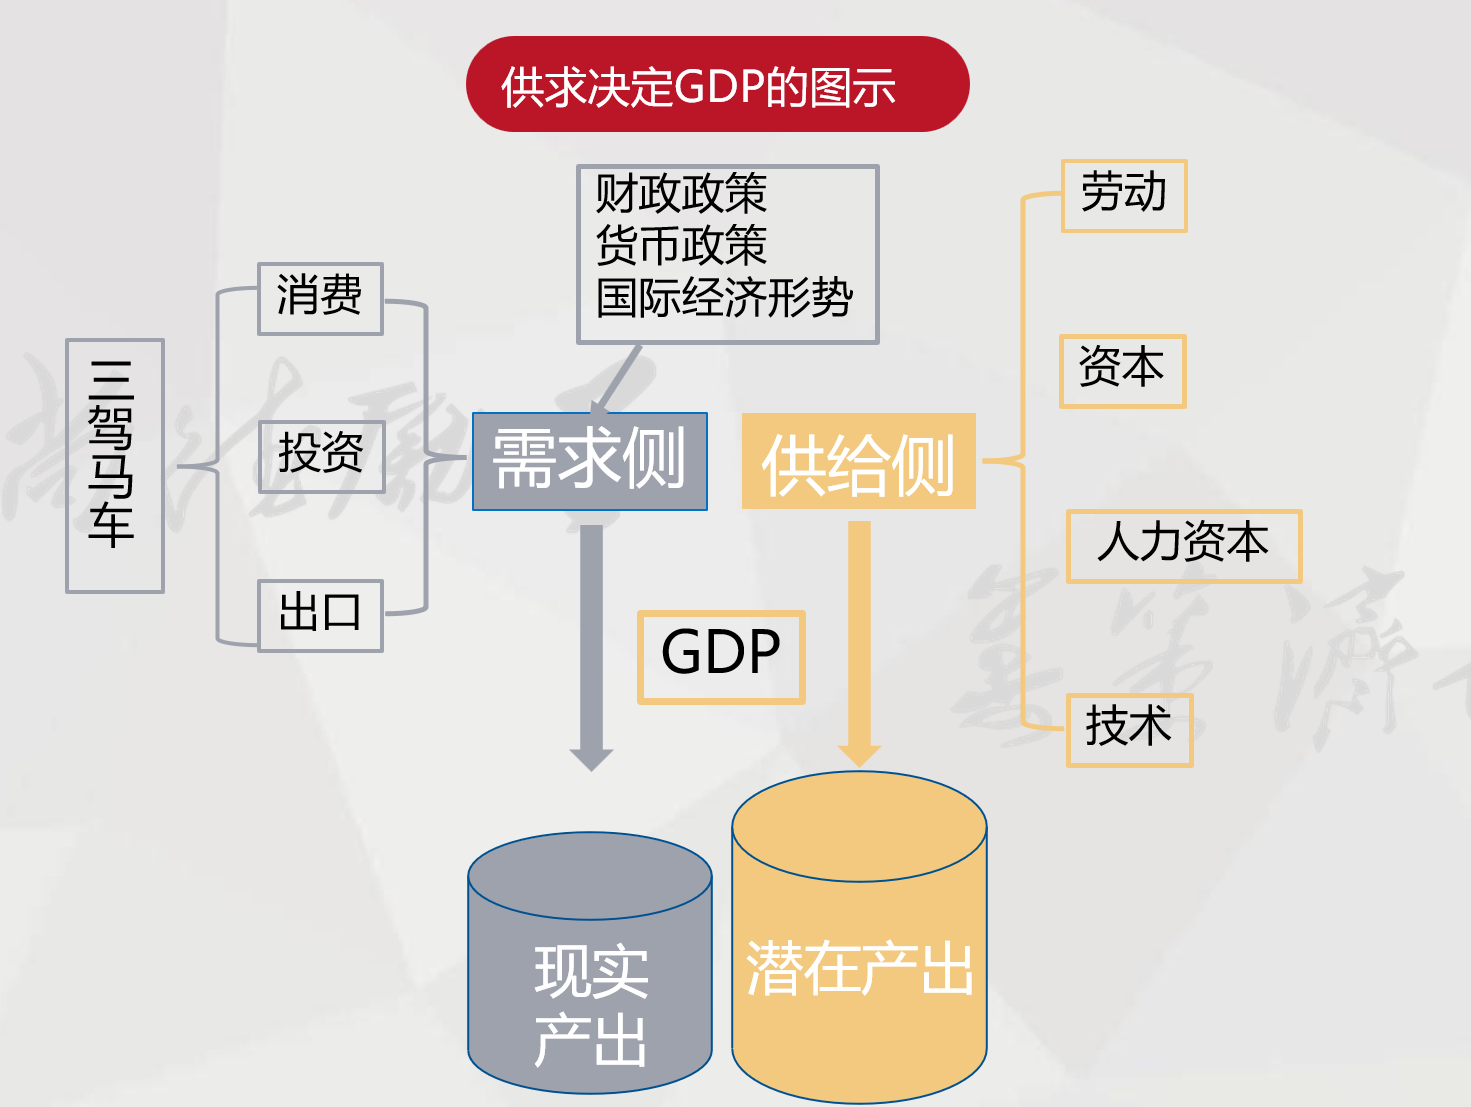 供求决定GDP的图示
财政政策
货币政策
国际经济形势
三驾马车
消费
投资
出口
需求侧
供给侧
劳动
资本
人力资本
技术
GDP
现实
产出
潜在产出